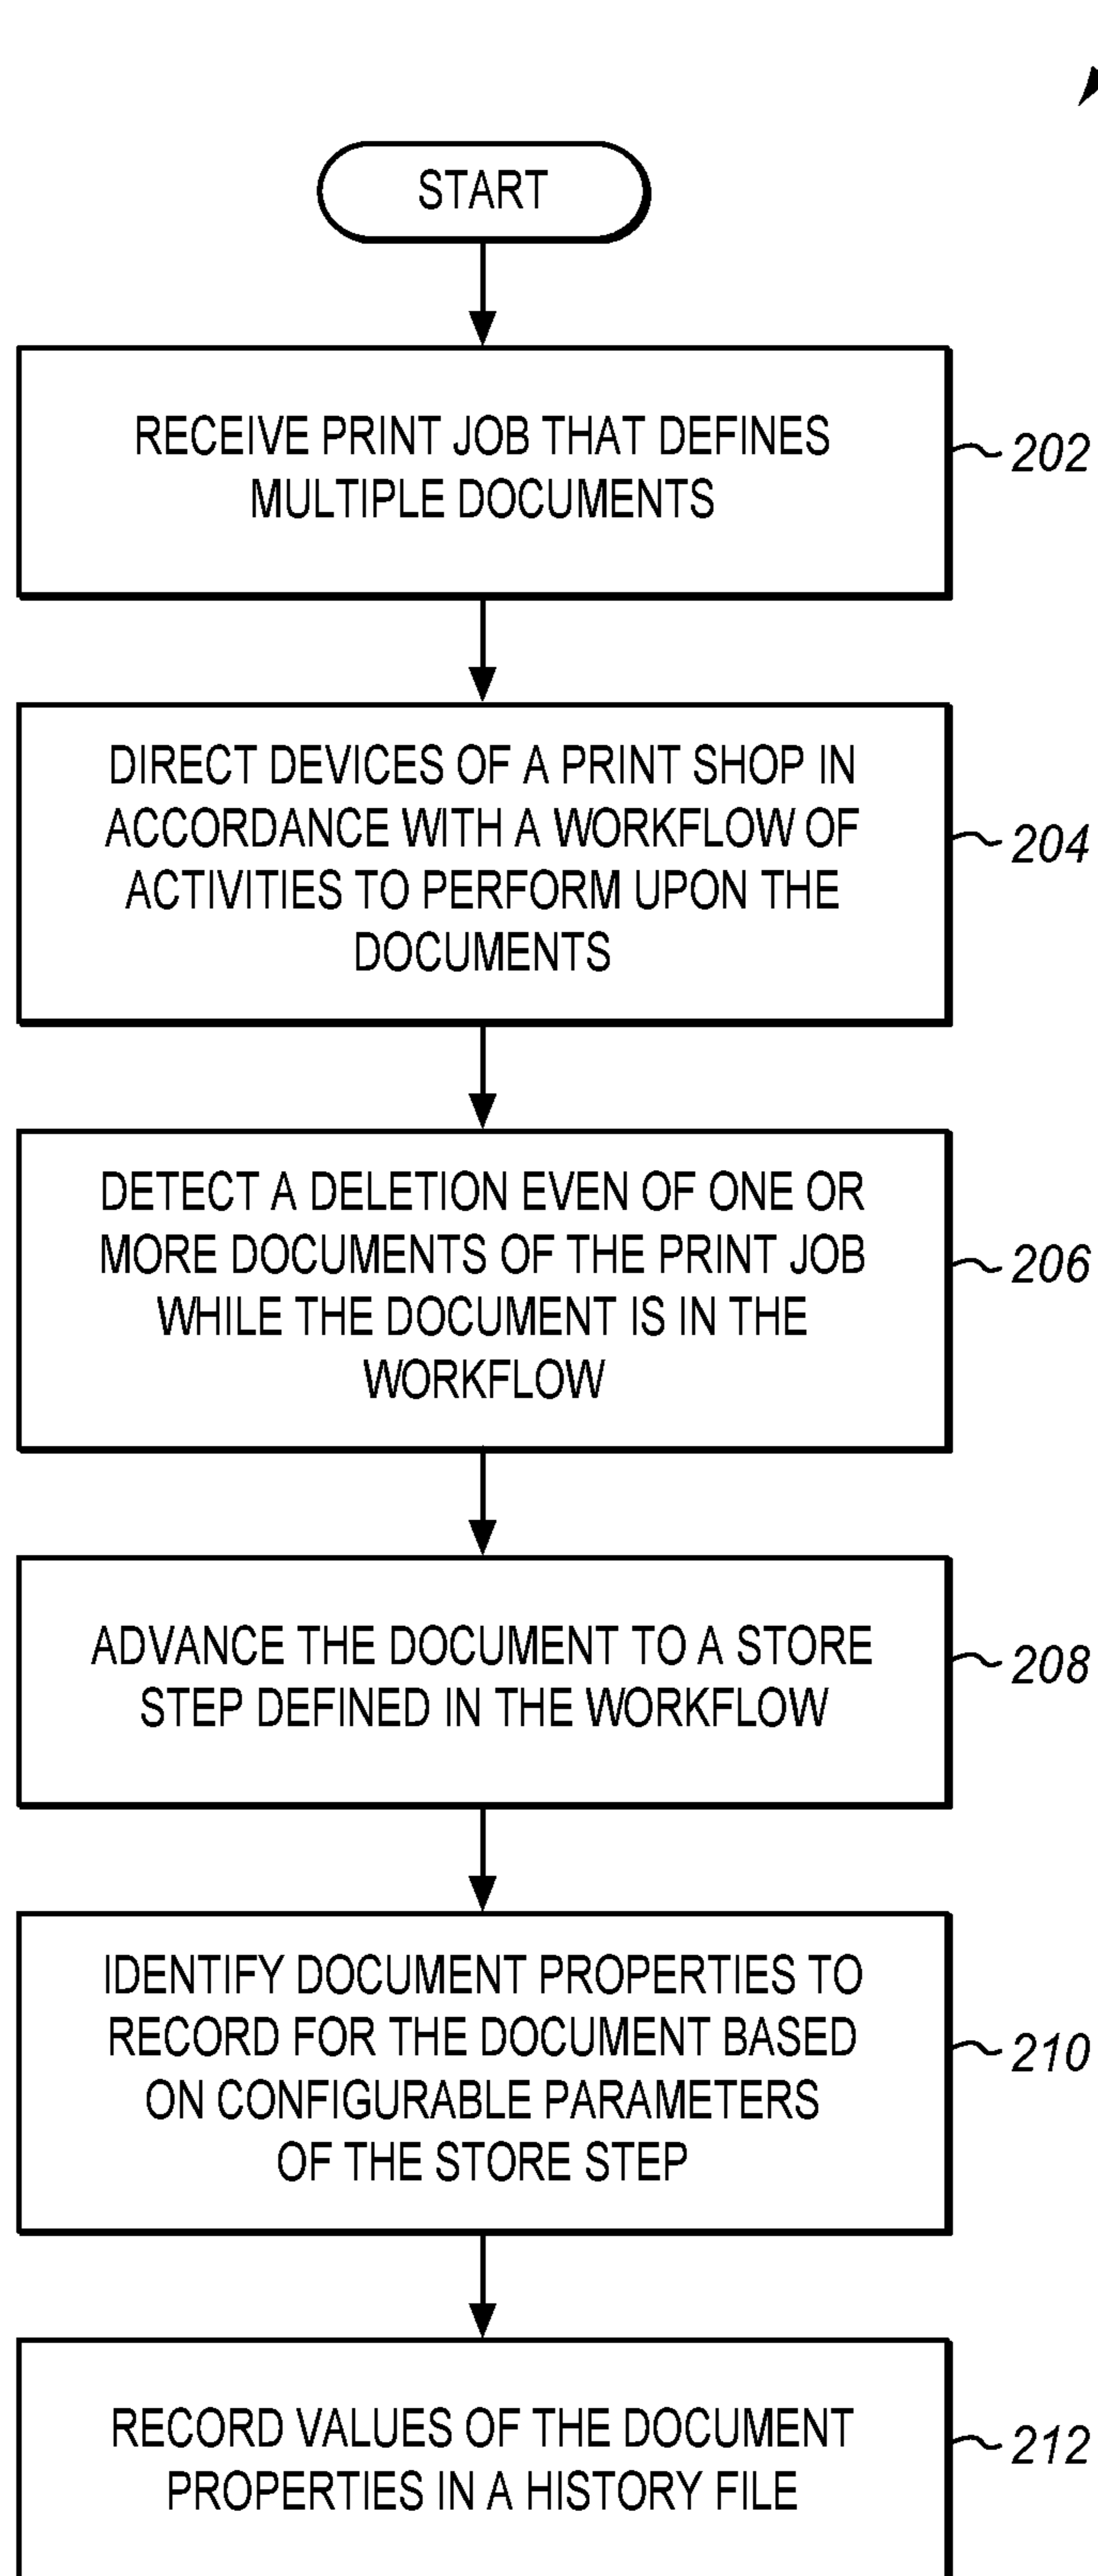 START
RECEIVE PRINT JOB THAT DEFINES
MULTIPLE DOCUMENTS
202
DIRECT DEVICES OF A PRINT SHOP IN
ACCORDANCE WITH A WORKFLOW OF
ACTIVITIES TO PERFORM UPON THE
DOCUMENTS
204
DETECT A DELETION EVEN OF ONE OR
MORE DOCUMENTS OF THE PRINT JOB
WHILE THE DOCUMENT IS IN THE
WORKFLOW
206
ADVANCE THE DOCUMENT TO A STORE
STEP DEFINED IN THE WORKFLOW
208
IDENTIFY DOCUMENT PROPERTIES TO
RECORD FOR THE DOCUMENT BASED
ON CONFIGURABLE PARAMETERS
OF THE STORE STEP
210
RECORD VALUES OF THE DOCUMENT
PROPERTIES IN A HISTORY FILE
212